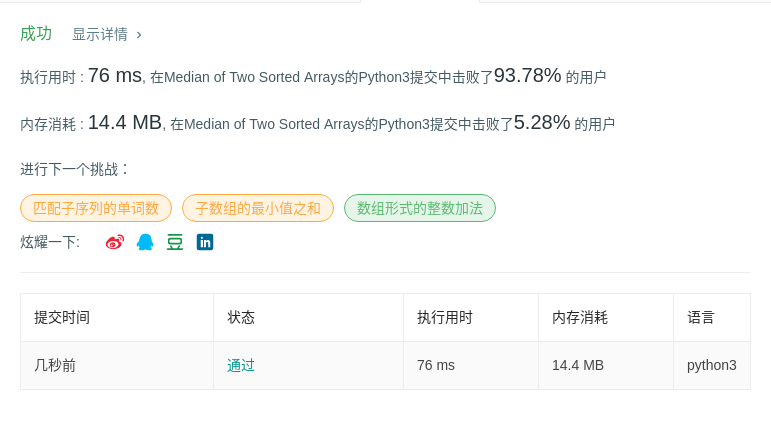 成功 显示详情 ›
执行用时 : 76 ms, 在Median of Two Sorted Arrays的Python3提交中击败了93.78% 的用户
内存消耗 : 14.4 MB, 在Median of Two Sorted Arrays的Python3提交中击败了5.28% 的用户
进行下一个挑战：
匹配子序列的单词数 子数组的最小值之和 数组形式的整数加法
炫耀一下: 豆 in
提交时间 状态 执行用时 内存消耗 语言
几秒前 通过 76 ms 14.4 MB python3